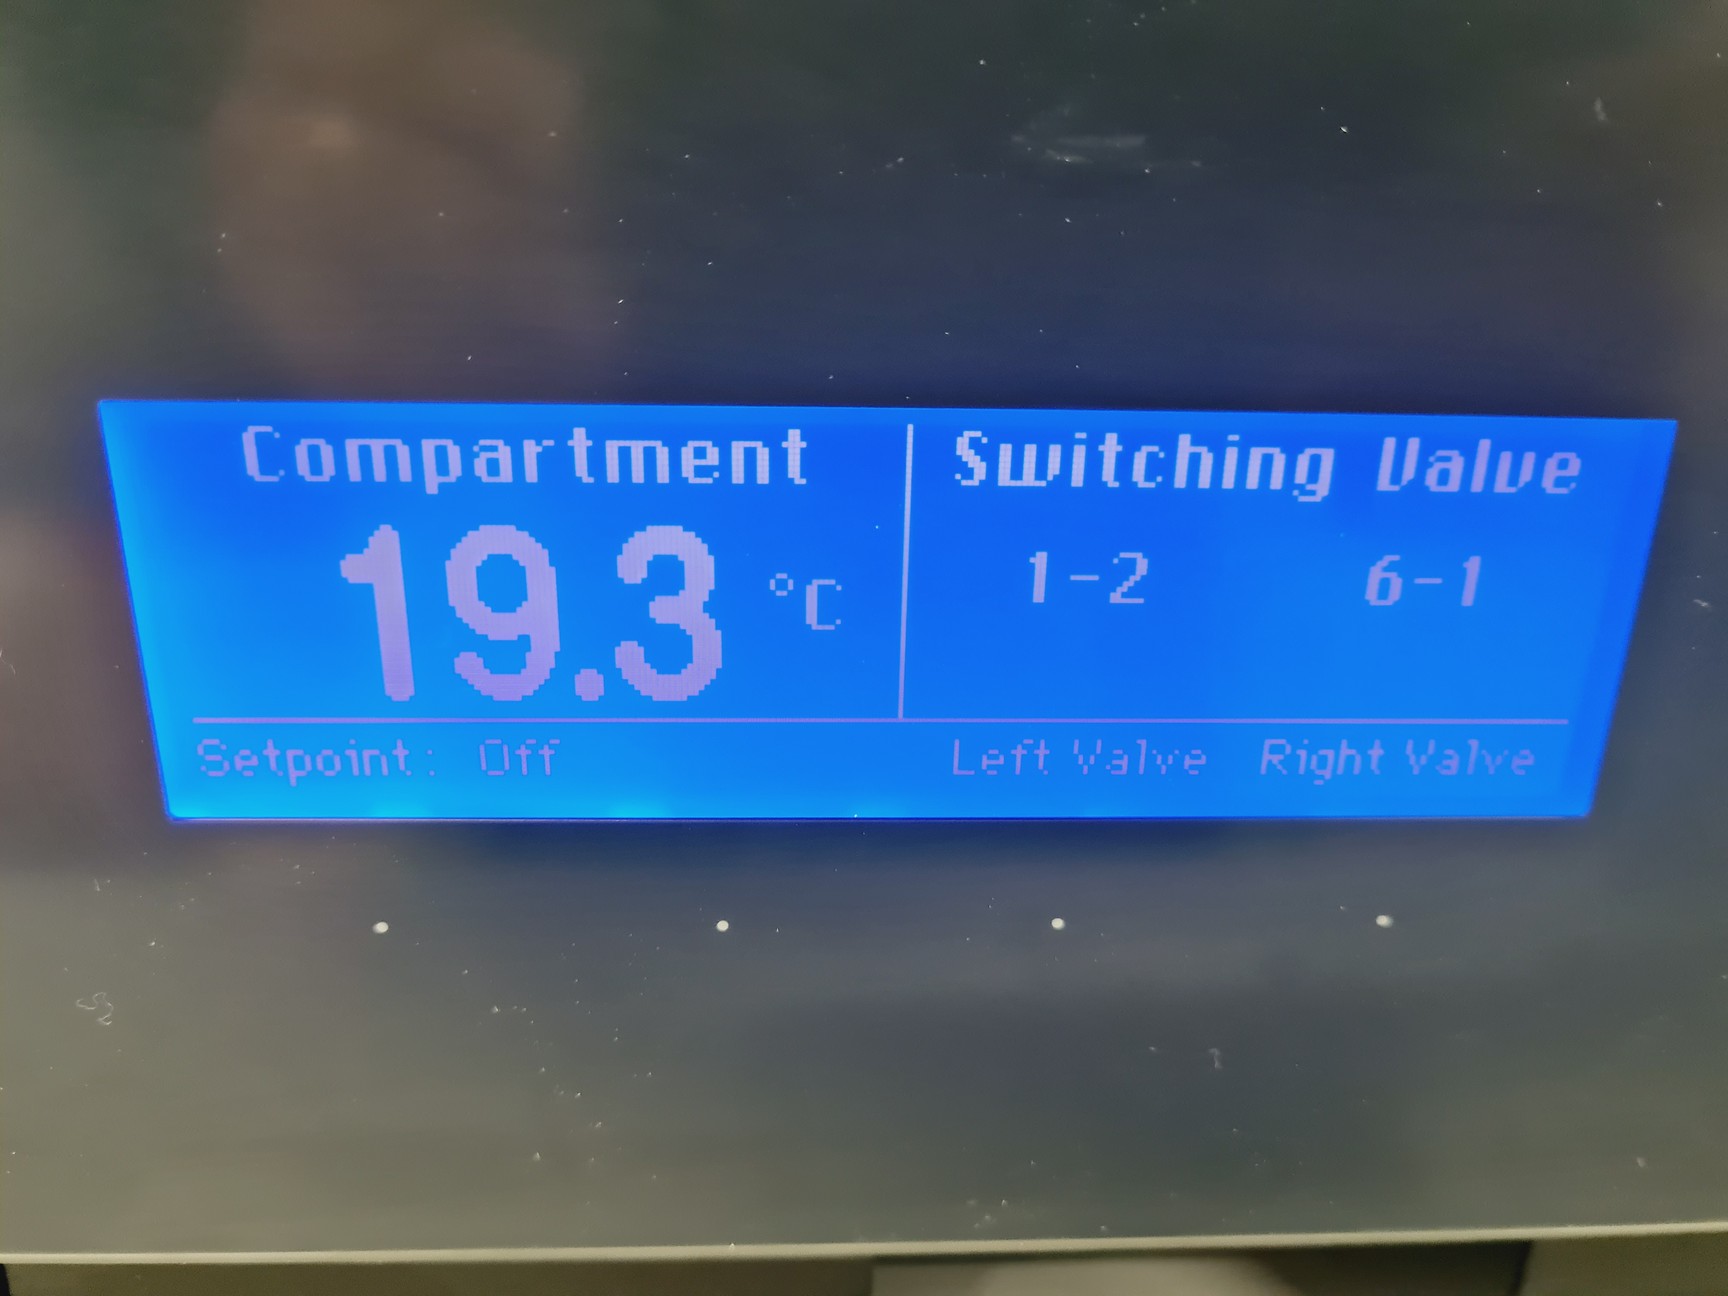 Compartment
19.3 °C
Setpoint: Off
Switching Valve
1-2 6-1
Left Valve Right Valve